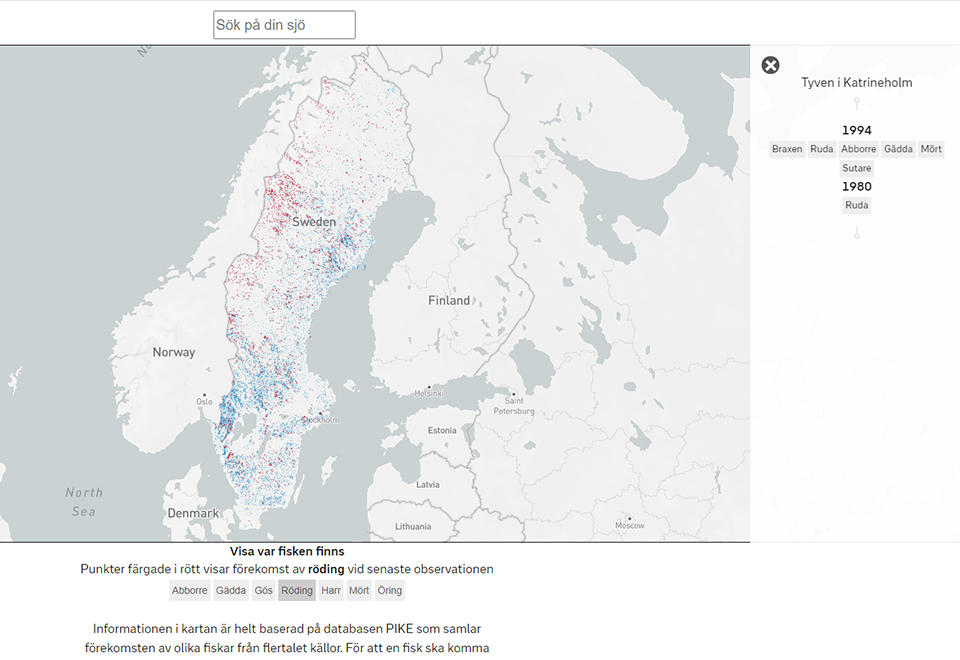 Sök på din sjö
No
Sweden
Finland
Norway
Oslo
Helsinki
Saint
Petersburg
Stockholm
Estonia
North
Sea
Latvia
Denmark
Lithuania
Moscow
Tyven i Katrineholm
1994
Braxen Ruda Abborre Gädda Mört
Sutare
1980
Ruda
Visa var fisken finns
Punkter färgade i rött visar förekomst av röding vid senaste observationen
Abborre Gädda Gös Röding Harr Mört Öring
Informationen i kartan är helt baserad på databasen PIKE som samlar
förekomsten av olika fiskar från flertalet källor. För att en fisk ska komma